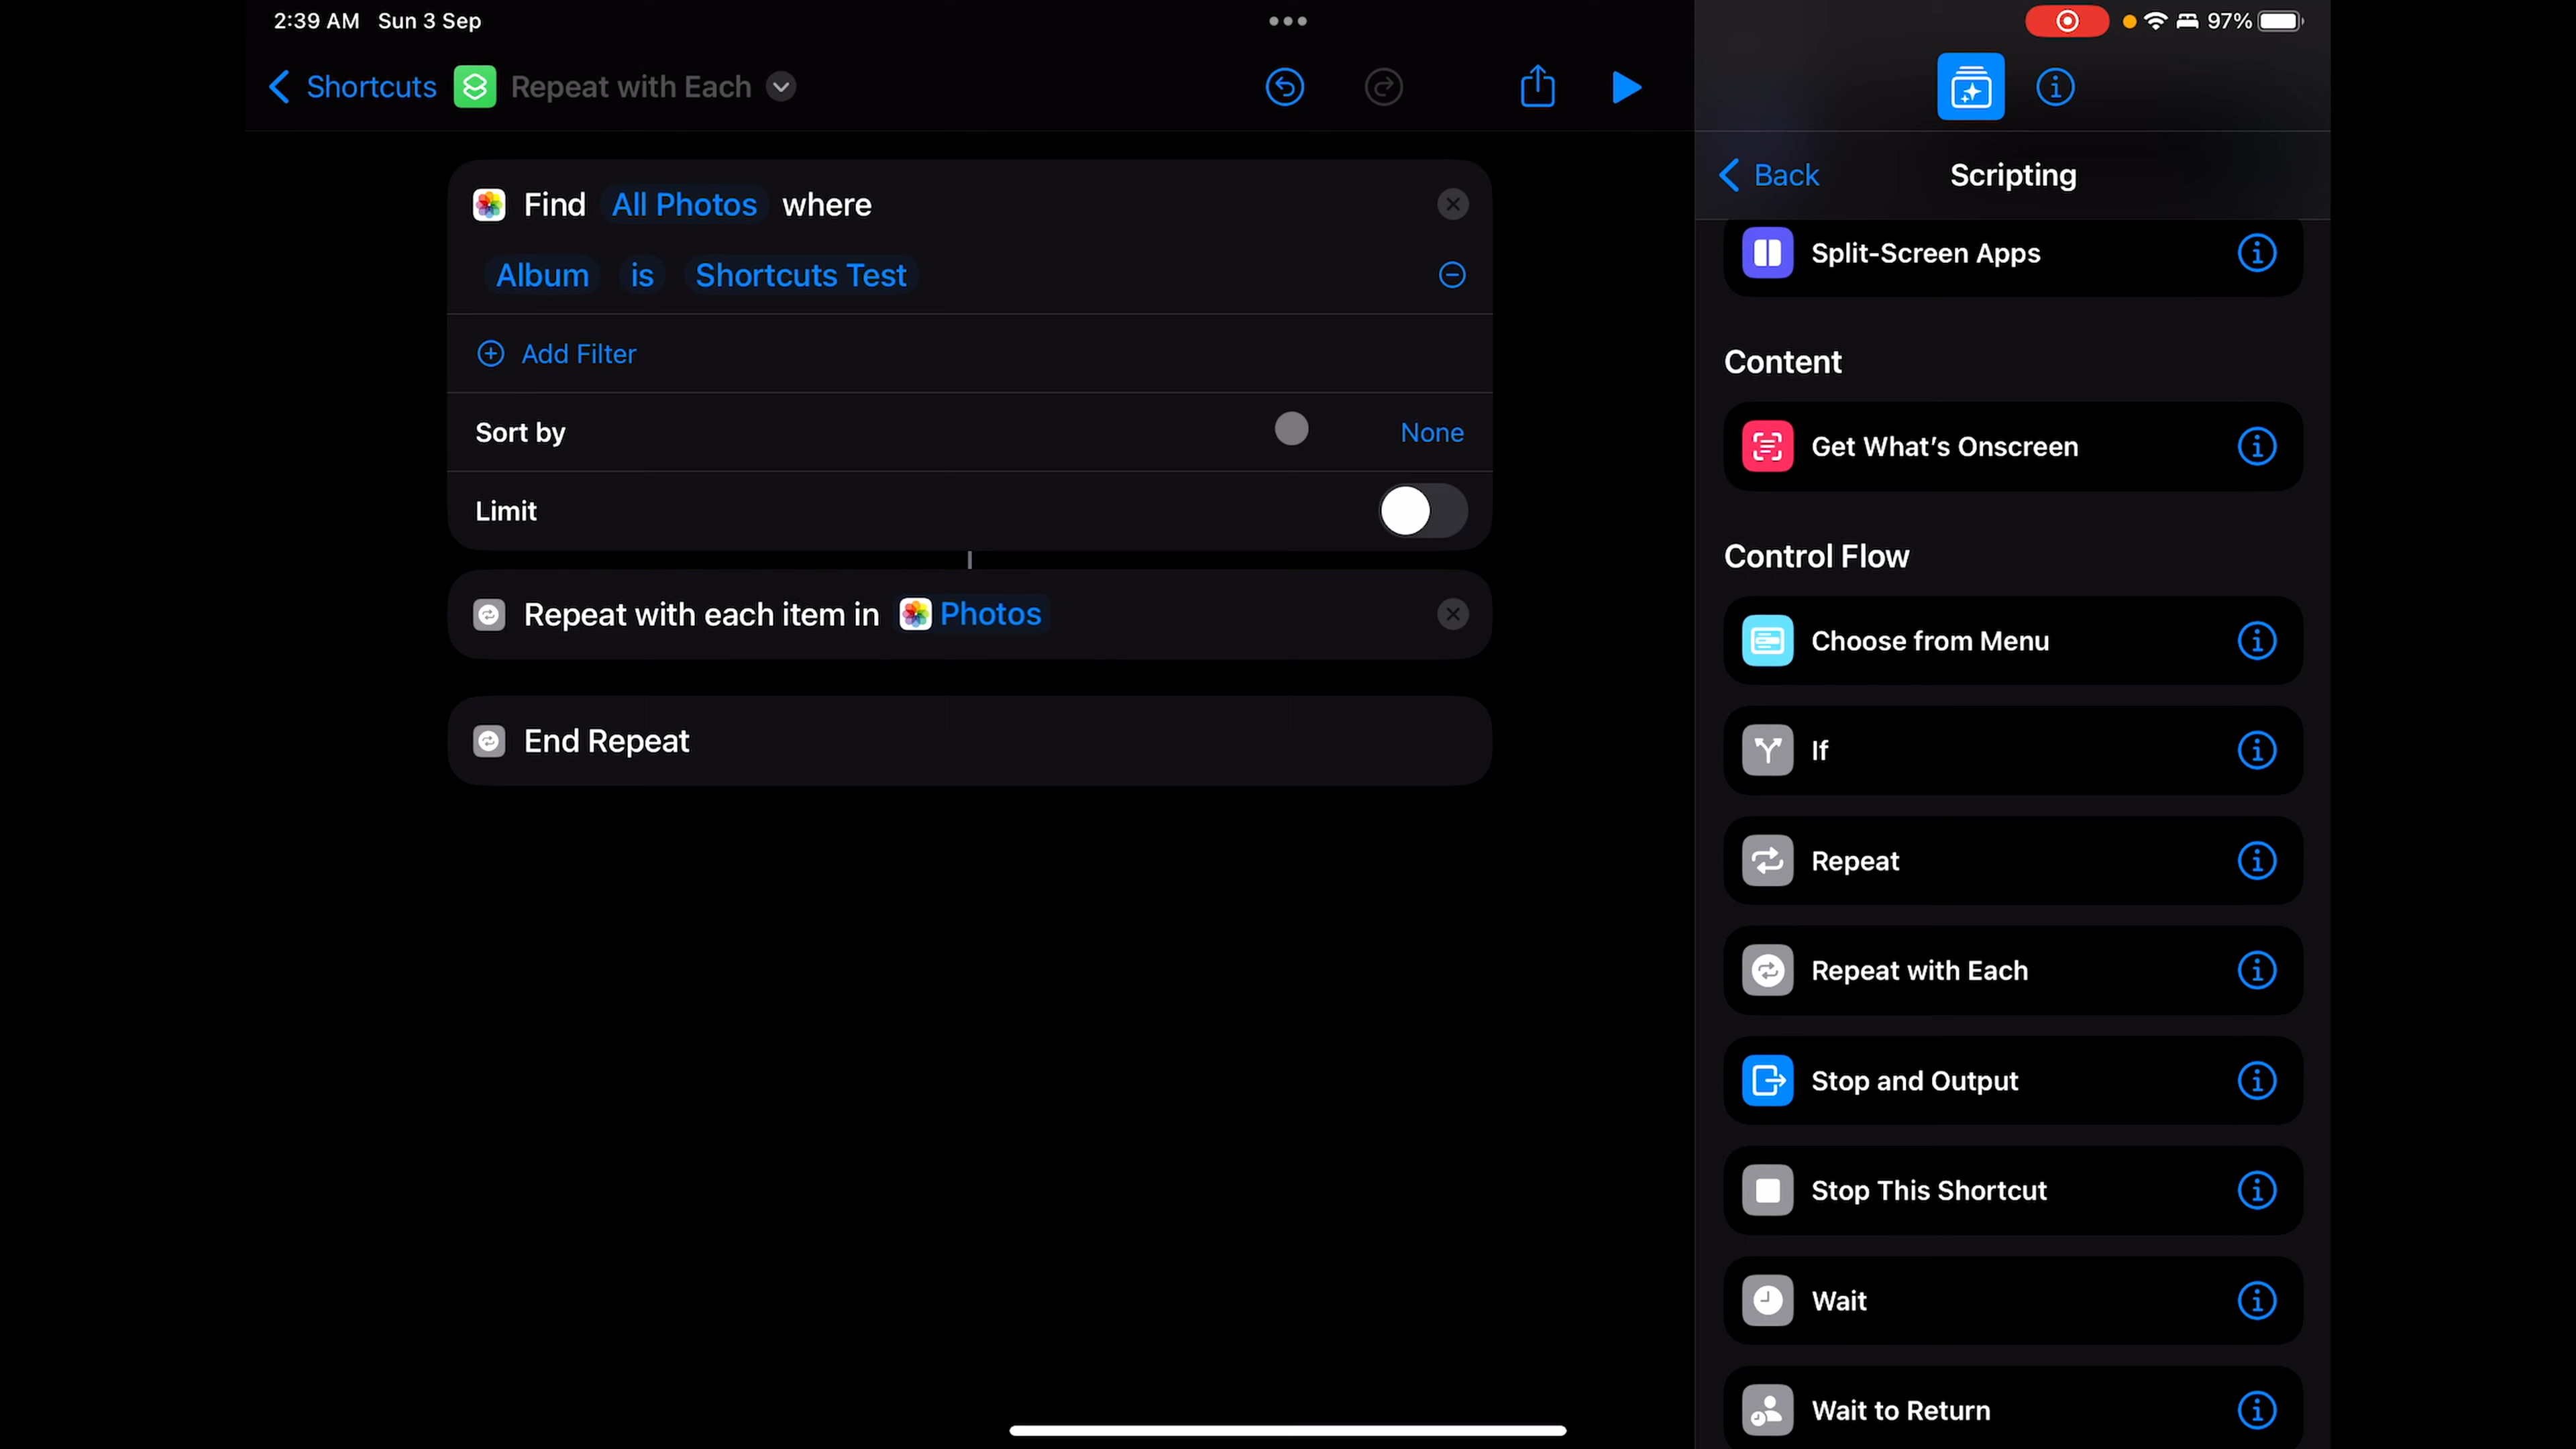 2:39 AM Sun 3 Sep
97%
Shortcuts Repeat with Each
Find All Photos where
Album is Shortcuts Test
Add Filter
Sort by None
Limit
Repeat with each item in Photos
End Repeat
Back Scripting
Split-Screen Apps
Content
Get What's Onscreen
Control Flow
Choose from Menu
If
Repeat
Repeat with Each
Stop and Output
Stop This Shortcut
Wait
Wait to Return